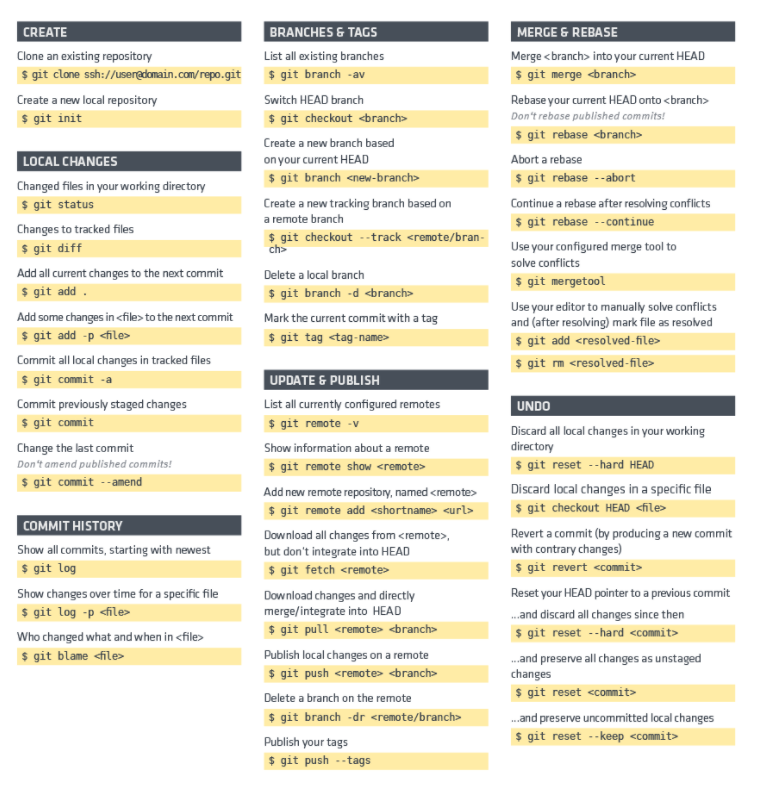 CREATE
Clone an existing repository
$ git clone ssh://user@domain.com/repo.git
Create a new local repository
$ git init
LOCAL CHANGES
Changed files in your working directory
$ git status
Changes to tracked files
$ git diff
Add all current changes to the next commit
$ git add .
Add some changes in <file> to the next commit
$ git add -p <file>
Commit all local changes in tracked files
$ git commit -a
Commit previously staged changes
$ git commit
Change the last commit
Don't amend published commits!
$ git commit --amend
COMMIT HISTORY
Show all commits, starting with newest
$ git log
Show changes over time for a specific file
$ git log -p <file>
Who changed what and when in <file>
$ git blame <file>
BRANCHES & TAGS
List all existing branches
$ git branch -av
Switch HEAD branch
$ git checkout <branch>
Create a new branch based
on your current HEAD
$ git branch <new-branch>
Create a new tracking branch based on
a remote branch
$ git checkout --track <remote/bran-
ch>
Delete a local branch
$ git branch -d <branch>
Mark the current commit with a tag
$ git tag <tag-name>
UPDATE & PUBLISH
List all currently configured remotes
$ git remote -v
Show information about a remote
$ git remote show <remote>
Add new remote repository, named <remote>
$ git remote add <shortname> <url>
Download all changes from <remote>,
but don't integrate into HEAD
$ git fetch <remote>
Download changes and directly
merge/integrate into HEAD
$ git pull <remote> <branch>
Publish local changes on a remote
$ git push <remote> <branch>
Delete a branch on the remote
$ git branch -dr <remote/branch>
Publish your tags
$ git push --tags
MERGE & REBASE
Merge <branch> into your current HEAD
$ git merge <branch>
Rebase your current HEAD onto <branch>
Don't rebase published commits!
$ git rebase <branch>
Abort a rebase
$ git rebase --abort
Continue a rebase after resolving conflicts
$ git rebase --continue
Use your configured merge tool to
solve conflicts
$ git mergetool
Use your editor to manually solve conflicts
and (after resolving) mark file as resolved
$ git add <resolved-file>
$ git rm <resolved-file>
UNDO
Discard all local changes in your working
directory
$ git reset --hard HEAD
Discard local changes in a specific file
$ git checkout HEAD <file>
Revert a commit (by producing a new commit
with contrary changes)
$ git revert <commit>
Reset your HEAD pointer to a previous commit
...and discard all changes since then
$ git reset --hard <commit>
...and preserve all changes as unstaged
changes
$ git reset <commit>
...and preserve uncommitted local changes
$ git reset --keep <commit>